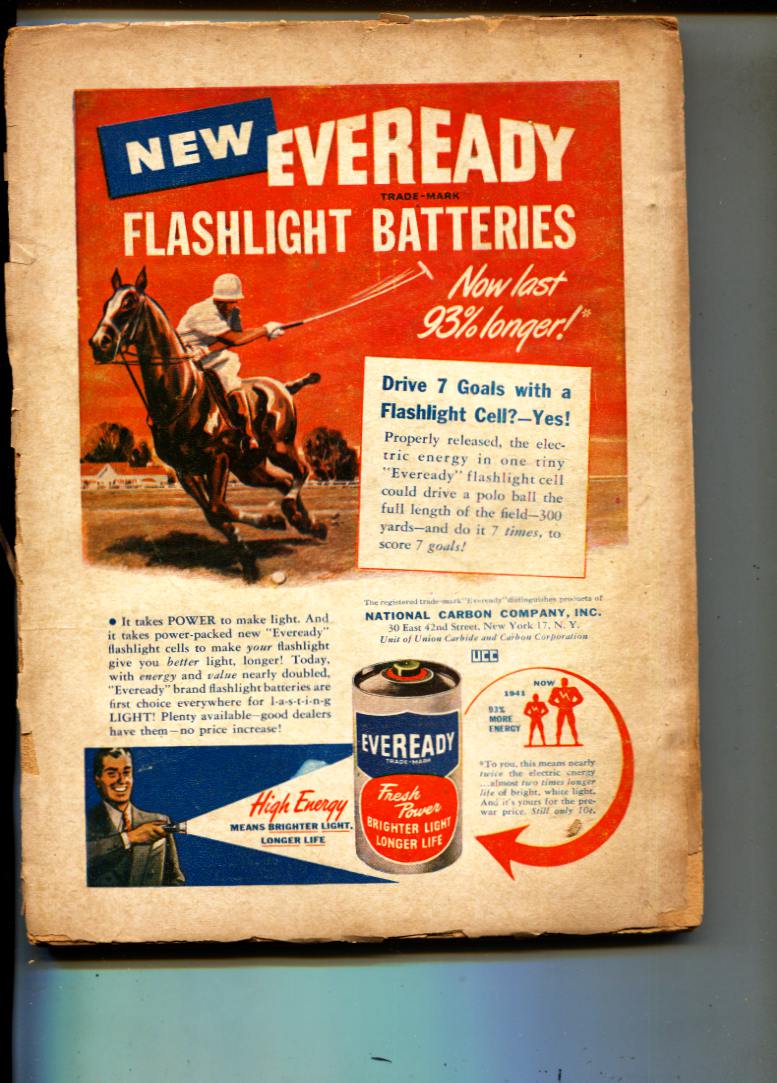 NEW EVEREADY
TRADE-MARK
FLASHLIGHT BATTERIES
Now last
93% longer!*
Drive 7 Goals with a
Flashlight Cell?—Yes!
Properly released, the elec-
tric energy in one tiny
"Eveready" flashlight cell
could drive a polo ball the
full length of the field—300
yards—and do it 7 times, to
score 7 goals!
• It takes POWER to make light. And
it takes power-packed new "Eveready"
flashlight cells to make your flashlight
give you better light, longer! Today,
with energy and value nearly doubled,
"Eveready" brand flashlight batteries are
first choice everywhere for l-a-s-t-i-n-g
LIGHT! Plenty available—good dealers
have them—no price increase!
The registered trade-mark "Eveready" distinguishes products of
NATIONAL CARBON COMPANY, INC.
30 East 42nd Street, New York 17, N. Y.
Unit of Union Carbide and Carbon Corporation
UCC
High Energy
MEANS BRIGHTER LIGHT,
LONGER LIFE
EVEREADY
TRADE-MARK
Fresh
Power
BRIGHTER LIGHT
LONGER LIFE
NOW
1941
93%
MORE
ENERGY
*To you, this means nearly
twice the electric energy
...almost two times longer
life of bright, white light.
And it's yours for the pre-
war price. Still only 10¢.